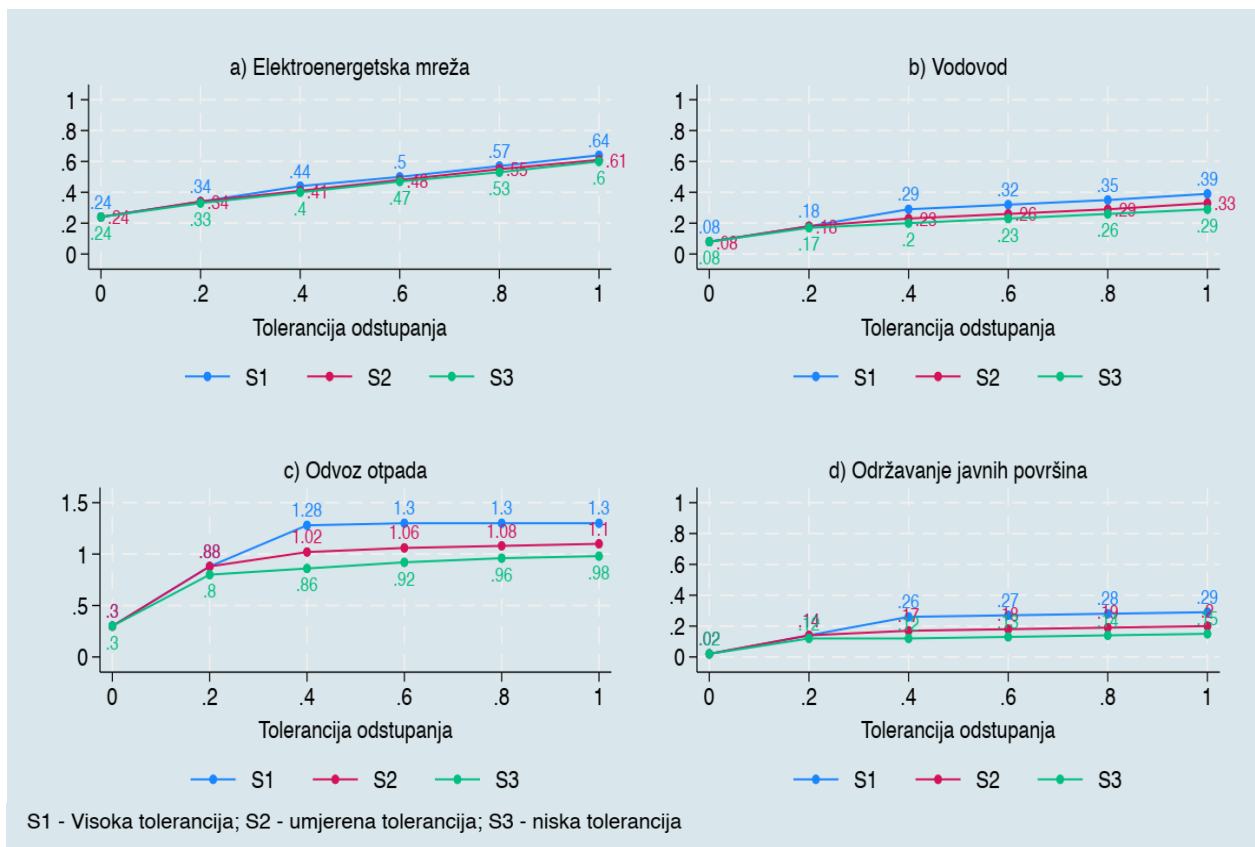 a) Elektroenergetska mreža
1
.8
.6
.4
.2
0
.24 .34 .44 .5 .57 .64
.24 .34 .41 .48 .55 .61
.24 .33 .4 .47 .53 .6
0 .2 .4 .6 .8 1
Tolerancija odstupanja
S1 S2 S3
b) Vodovod
1
.8
.6
.4
.2
0
.08 .18 .29 .32 .35 .39
.08 .18 .23 .26 .29 .33
.08 .17 .2 .23 .26 .29
0 .2 .4 .6 .8 1
Tolerancija odstupanja
S1 S2 S3
c) Odvoz otpada
1.5
1
.5
0
1.28 1.3 1.3 1.3
.3 .88 1.02 1.06 1.08 1.1
.3 .8 .86 .92 .96 .98
0 .2 .4 .6 .8 1
Tolerancija odstupanja
S1 S2 S3
d) Održavanje javnih površina
1
.8
.6
.4
.2
0
.26 .27 .28 .29
.02 .14 .17 .18 .19 .2
.12
0 .2 .4 .6 .8 1
Tolerancija odstupanja
S1 S2 S3
S1 - Visoka tolerancija; S2 - umjerena tolerancija; S3 - niska tolerancija